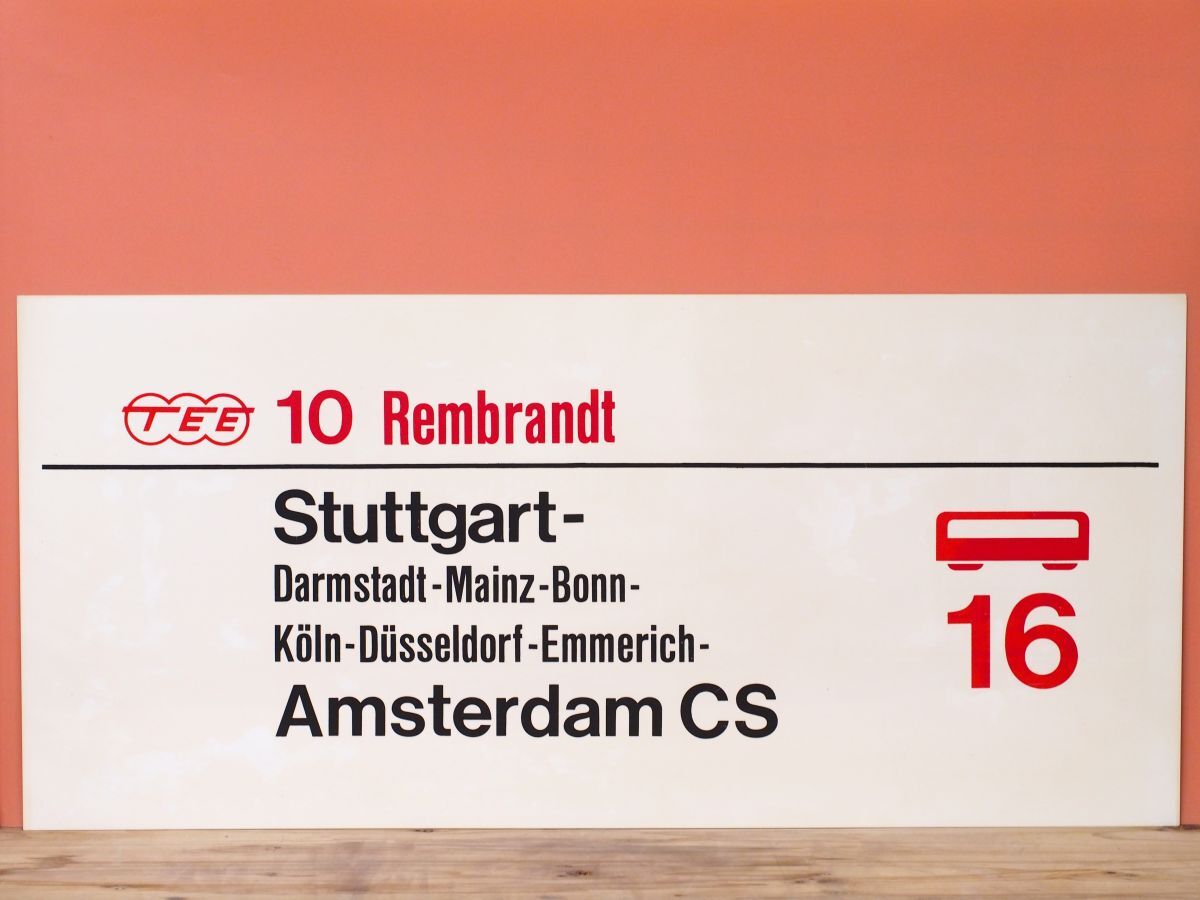 TEE 10 Rembrandt
Stuttgart-
Darmstadt-Mainz-Bonn-
Köln-Düsseldorf-Emmerich-
Amsterdam CS
16